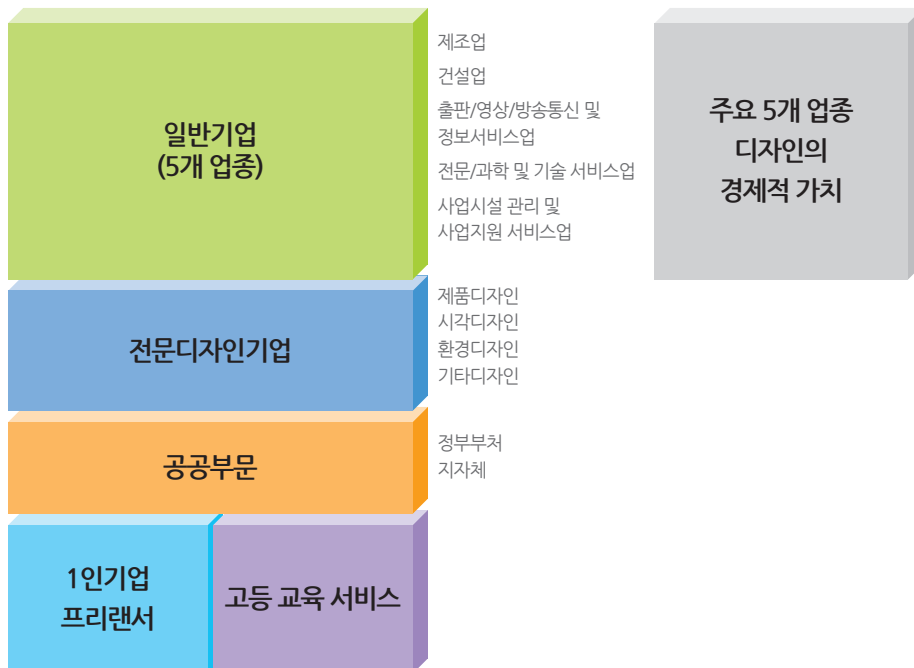 일반기업
(5개 업종)
제조업
건설업
출판/영상/방송통신 및
정보서비스업
전문/과학 및 기술 서비스업
사업시설 관리 및
사업지원 서비스업
주요 5개 업종
디자인의
경제적 가치
전문디자인기업
제품디자인
시각디자인
환경디자인
기타디자인
공공부문
정부부처
지자체
1인기업
프리랜서
고등 교육 서비스